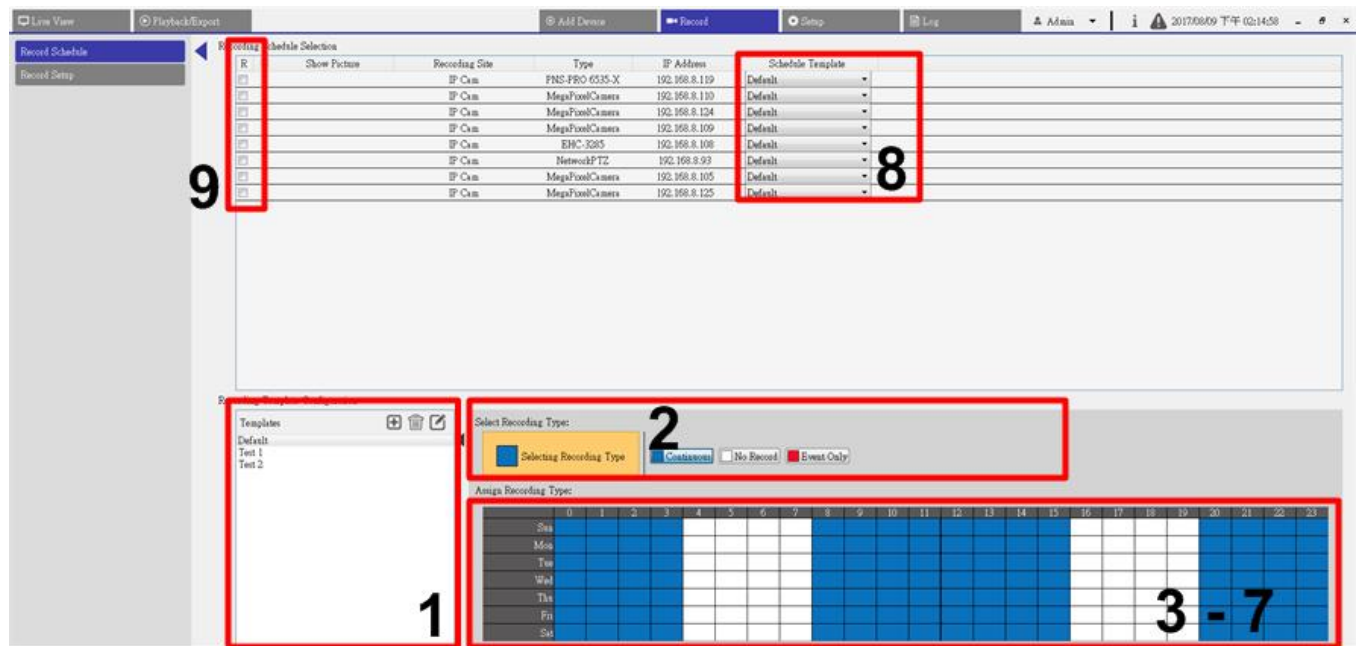 Live View Playback/Export Add Device Record Setup Log Admin i 2017/08/09 下午 02:14:58
Record Schedule
Record Setup
Recording Schedule Selection
R Show Picture Recording Site Type IP Address Schedule Template
IP Cam PNS-PRO 6535-X 192.168.8.119 Default
IP Cam MegaPixelCamera 192.168.8.110 Default
IP Cam MegaPixelCamera 192.168.8.124 Default
IP Cam MegaPixelCamera 192.168.8.109 Default
IP Cam EHC-3285 192.168.8.108 Default
IP Cam NetworkPTZ 192.168.8.93 Default
IP Cam MegaPixelCamera 192.168.8.105 Default
IP Cam MegaPixelCamera 192.168.8.125 Default
9
8
Recording Template Configuration
Templates
Default
Test 1
Test 2
1
Select Recording Type:
2
Selecting Recording Type Continuous No Record Event Only
Assign Recording Type:
0 1 2 3 4 5 6 7 8 9 10 11 12 13 14 15 16 17 18 19 20 21 22 23
Sun
Mon
Tue
Wed
Thu
Fri
Sat
3 - 7